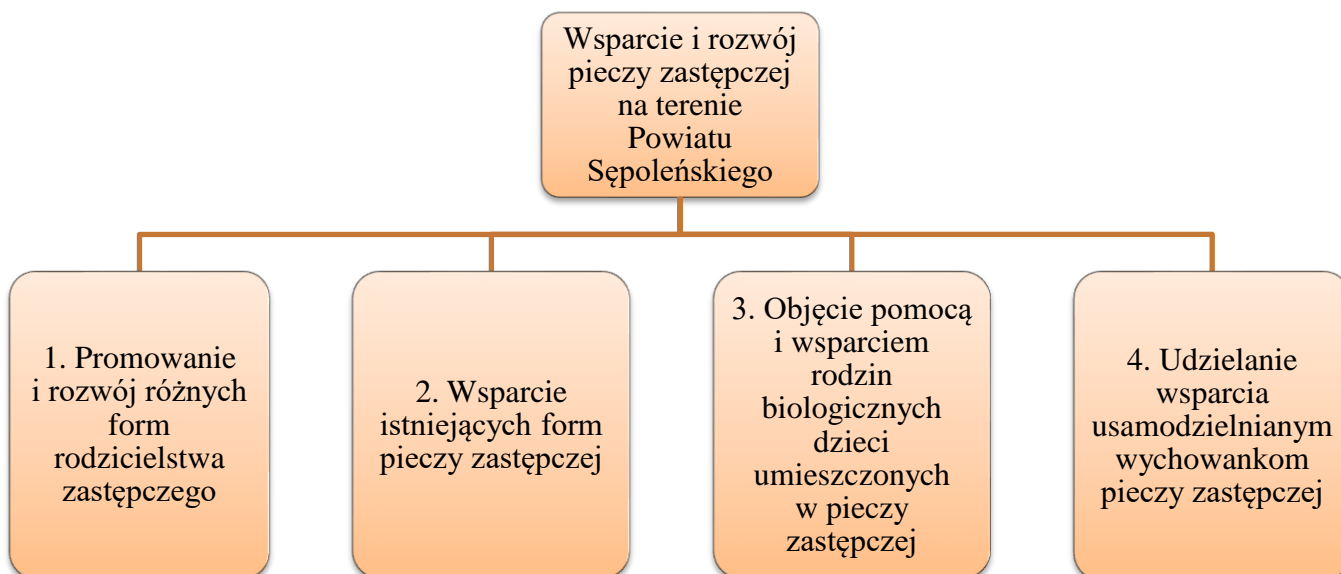 Wsparcie i rozwój
pieczy zastępczej
na terenie
Powiatu
Sępoleńskiego
1. Promowanie
i rozwój różnych
form
rodzicielstwa
zastępczego
2. Wsparcie
istniejących form
pieczy zastępczej
3. Objęcie pomocą
i wsparciem
rodzin
biologicznych
dzieci
umieszczonych
w pieczy
zastępczej
4. Udzielanie
wsparcia
usamodzielnianym
wychowankom
pieczy zastępczej